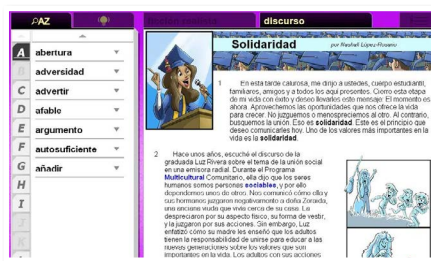 AZ
ficción realista
discurso
A
abertura
B
adversidad
C
advertir
D
afable
E
argumento
F
autosuficiente
G
añadir
H
I
J
K
Solidaridad
por Rashell López-Rosario
1 En esta tarde calurosa, me dirijo a ustedes, cuerpo estudiantil,
familiares, amigos y a todos los aquí presentes. Cierro esta etapa
de mi vida con éxito y deseo llevarles este mensaje: El momento es
ahora. Aprovechemos las oportunidades que nos ofrece la vida
para crecer. No juzguemos o menospreciemos al otro. Al contrario,
busquemos la unión. Eso es solidaridad. Este es el principio que
deseo comunicarles hoy. Uno de los valores más importantes en la
vida es la solidaridad.
2 Hace unos años, escuché el discurso de la
graduada Luz Rivera sobre el tema de la unión social
en una emisora radial. Durante el Programa
Multicultural Comunitario, ella dijo que los seres
humanos somos personas sociables, y por ello
dependemos unos de otros. Nos comunicó cómo ella y
sus hermanos juzgaron negativamente a doña Zoraida,
una anciana viuda que vivía cerca de su casa. La
despreciaron por su aspecto físico, su forma de vestir,
y la juzgaron por sus acciones. Sin embargo, Luz
enfatizó cómo su madre les enseñó que los adultos
tienen la responsabilidad de unirse para educar a las
nuevas generaciones sobre los valores que son
importantes en la vida. Los adultos con sus acciones